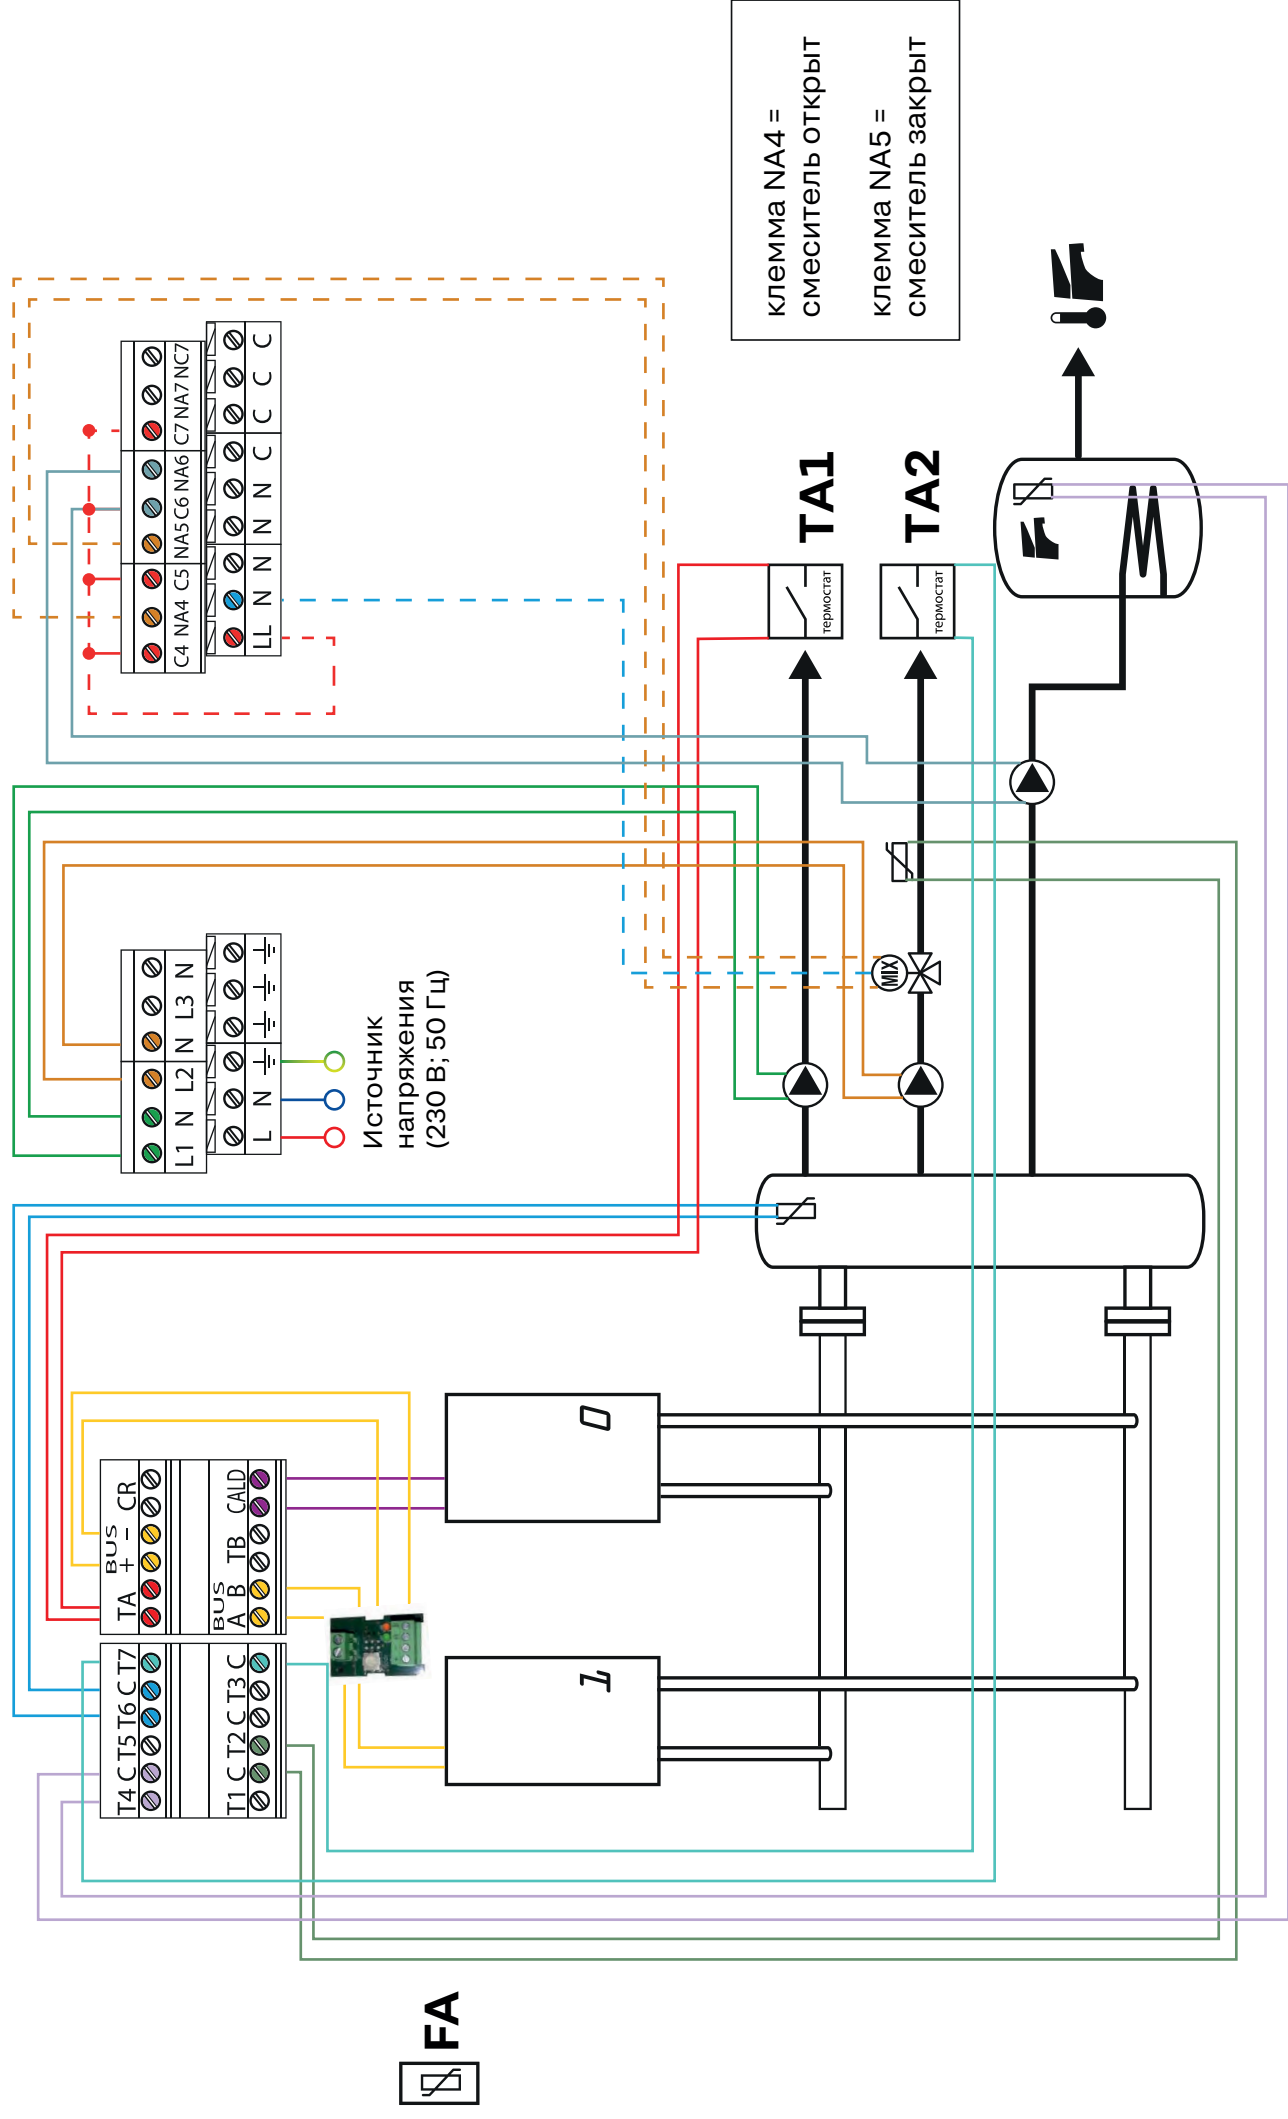 FA
T4 C T5 T6 C T7
T1 C T2 C T3 C
TA
BUS
+ -
CR
BUS
A B
TB
CALD
1
0
L1 N L2 N L3 N
L N
Источник
напряжения
(230 В; 50 Гц)
C4 NA4 C5 NA5 C6 NA6 C7 NA7 NC7
LL N N N N C C C C
MIX
термостат
TA1
термостат
TA2
клемма NA4 =
смеситель открыт
клемма NA5 =
смеситель закрыт